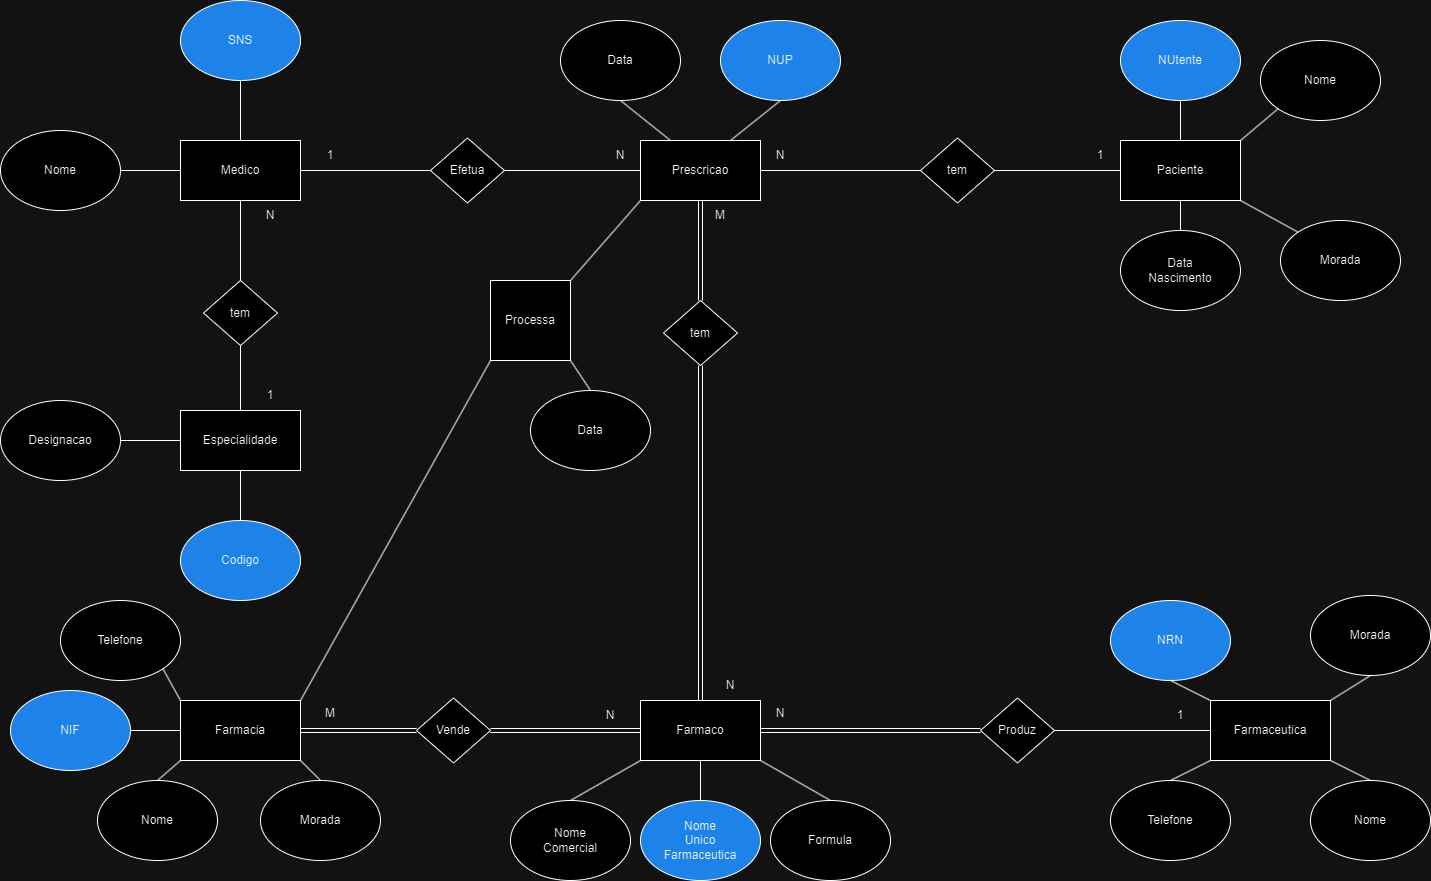 SNS
Data
NUP
NUtente
Nome
Nome
Medico
1
Efetua
N
Prescricao
N
tem
1
Paciente
N
M
Data
Nascimento
Morada
tem
Processa
tem
1
Designacao
Especialidade
Data
Codigo
Telefone
NRN
Morada
NIF
Farmacia
M
Vende
N
N
Farmaco
N
Produz
1
Farmaceutica
Nome
Morada
Nome
Comercial
Nome
Unico
Farmaceutica
Formula
Telefone
Nome